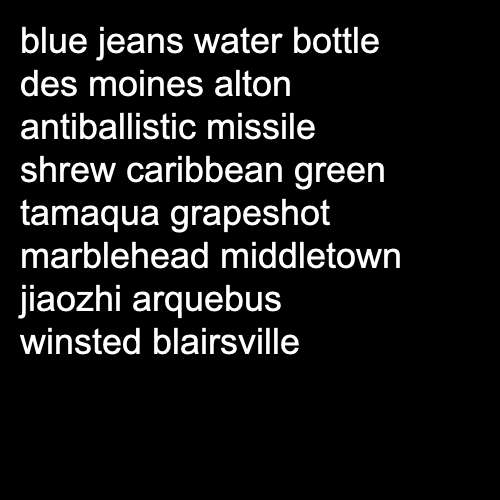 blue jeans water bottle
des moines alton
antiballistic missile
shrew caribbean green
tamaqua grapeshot
marblehead middletown
jiaozhi arquebus
winsted blairsville